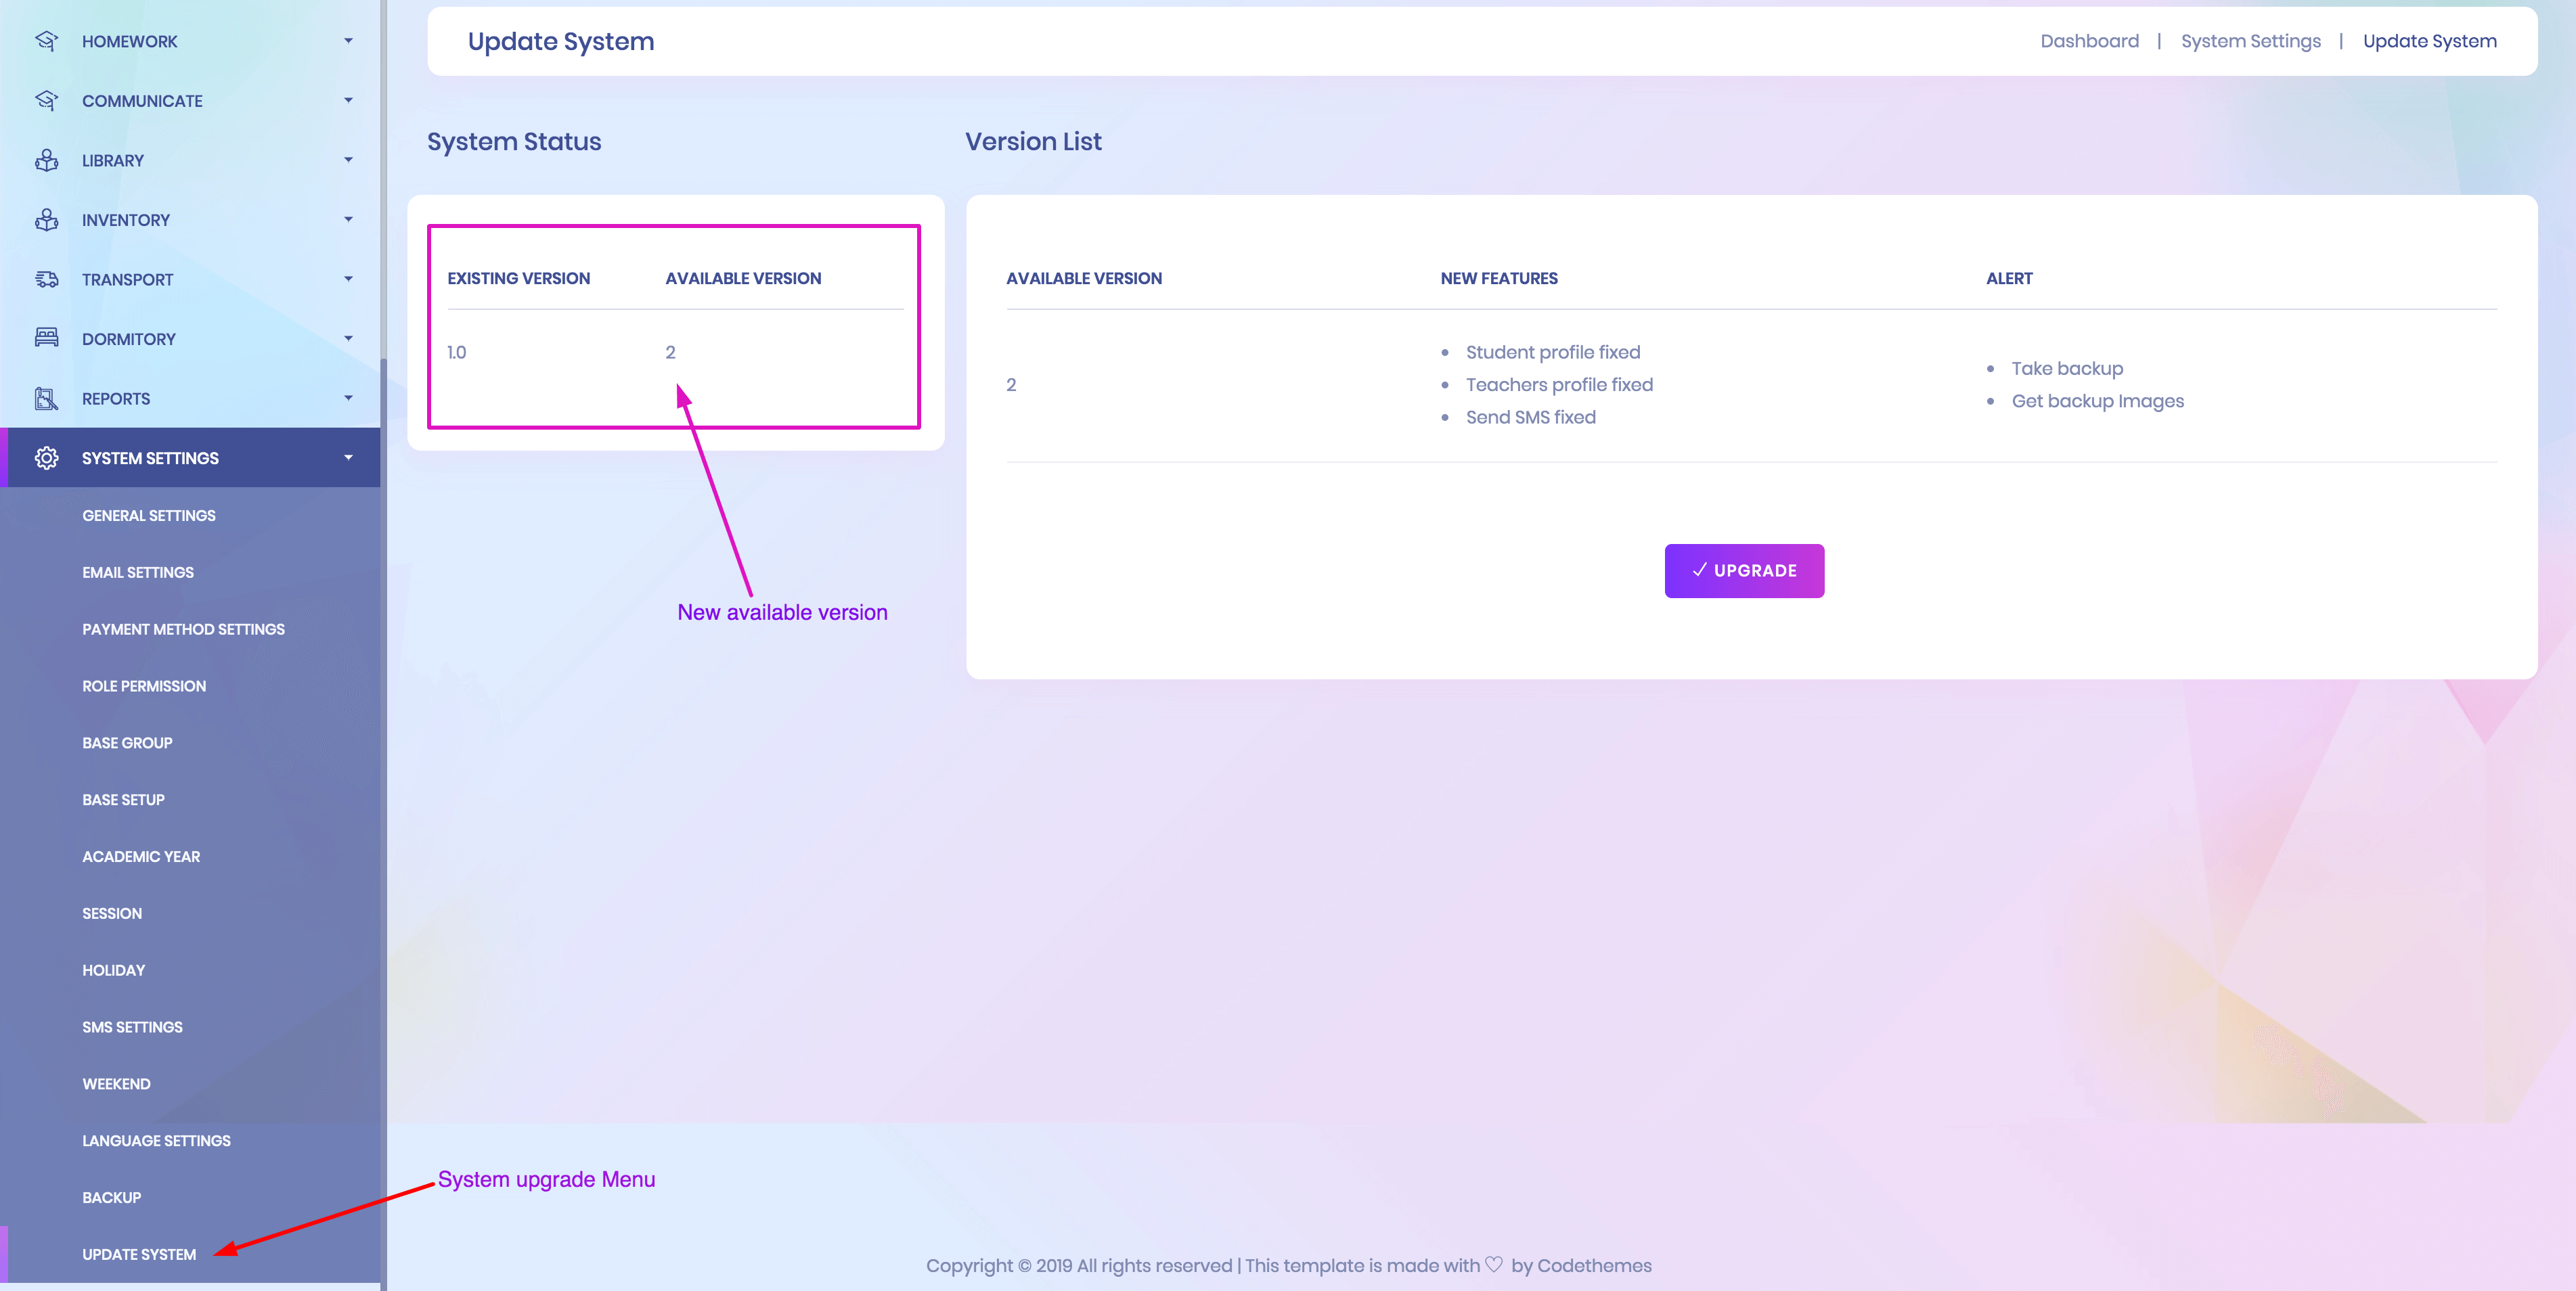 HOMEWORK
COMMUNICATE
LIBRARY
INVENTORY
TRANSPORT
DORMITORY
REPORTS
SYSTEM SETTINGS
GENERAL SETTINGS
EMAIL SETTINGS
PAYMENT METHOD SETTINGS
ROLE PERMISSION
BASE GROUP
BASE SETUP
ACADEMIC YEAR
SESSION
HOLIDAY
SMS SETTINGS
WEEKEND
LANGUAGE SETTINGS
BACKUP
UPDATE SYSTEM
Update System
Dashboard | System Settings | Update System
System Status
EXISTING VERSION AVAILABLE VERSION
1.0 2
New available version
Version List
AVAILABLE VERSION NEW FEATURES ALERT
2
• Student profile fixed
• Teachers profile fixed
• Send SMS fixed
• Take backup
• Get backup Images
✓ UPGRADE
System upgrade Menu
Copyright © 2019 All rights reserved | This template is made with ♡ by Codethemes